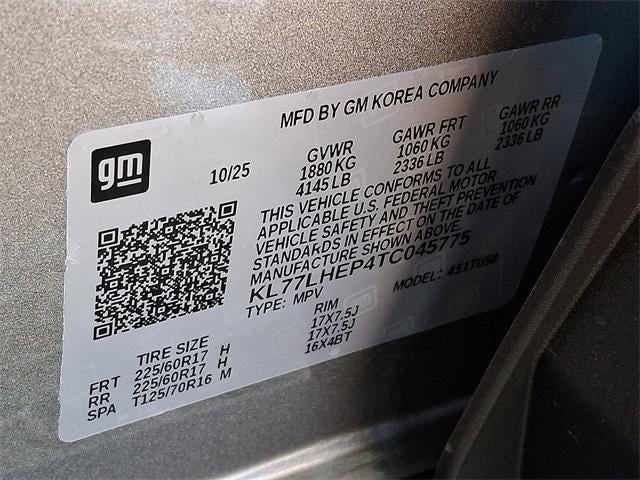 MFD BY GM KOREA COMPANY
gm
10/25
GVWR GAWR FRT GAWR RR
1880 KG 1060 KG 1060 KG
4145 LB 2336 LB 2336 LB
THIS VEHICLE CONFORMS TO ALL
APPLICABLE U.S. FEDERAL MOTOR
VEHICLE SAFETY AND THEFT PREVENTION
STANDARDS IN EFFECT ON THE DATE OF
MANUFACTURE SHOWN ABOVE.
KL77LHEP4TC045775
TYPE: MPV MODEL: 451TU58
TIRE SIZE RIM
FRT 225/60R17 H 17X7.5J
RR 225/60R17 H 17X7.5J
SPA T125/70R16 M 16X4BT